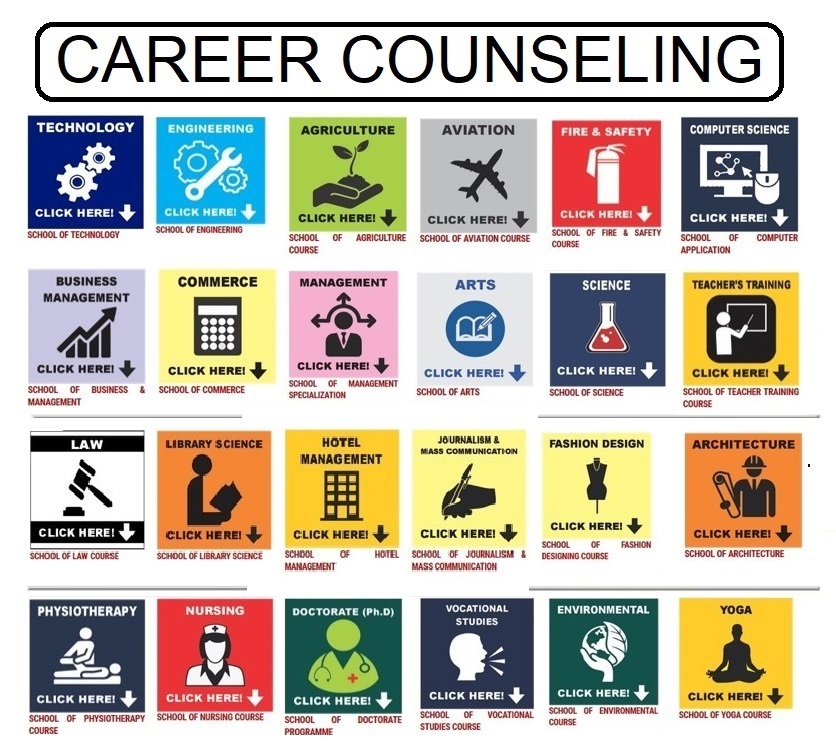 CAREER COUNSELING
TECHNOLOGY
CLICK HERE!
SCHOOL OF TECHNOLOGY
ENGINEERING
CLICK HERE!
SCHOOL OF ENGINEERING
AGRICULTURE
CLICK HERE!
SCHOOL OF AGRICULTURE
COURSE
AVIATION
CLICK HERE!
SCHOOL OF AVIATION COURSE
FIRE & SAFETY
CLICK HERE!
SCHOOL OF FIRE & SAFETY
COURSE
COMPUTER SCIENCE
CLICK HERE!
SCHOOL OF COMPUTER
APPLICATION
BUSINESS
MANAGEMENT
CLICK HERE!
SCHOOL OF BUSINESS &
MANAGEMENT
COMMERCE
CLICK HERE!
SCHOOL OF COMMERCE
MANAGEMENT
CLICK HERE!
SCHOOL OF MANAGEMENT
SPECIALIZATION
ARTS
CLICK HERE!
SCHOOL OF ARTS
SCIENCE
CLICK HERE!
SCHOOL OF SCIENCE
TEACHER'S TRAINING
CLICK HERE!
SCHOOL OF TEACHER TRAINING
COURSE
LAW
CLICK HERE!
SCHOOL OF LAW COURSE
LIBRARY SCIENCE
CLICK HERE!
SCHOOL OF LIBRARY SCIENCE
HOTEL
MANAGEMENT
CLICK HERE!
SCHOOL OF HOTEL
MANAGEMENT
JOURNALISM &
MASS COMMUNICATION
CLICK HERE!
SCHOOL OF JOURNALISM &
MASS COMMUNICATION
FASHION DESIGN
CLICK HERE!
SCHOOL OF FASHION
DESIGNING COURSE
ARCHITECTURE
CLICK HERE!
SCHOOL OF ARCHITECTURE
PHYSIOTHERAPY
CLICK HERE!
SCHOOL OF PHYSIOTHERAPY
COURSE
NURSING
CLICK HERE!
SCHOOL OF NURSING COURSE
DOCTORATE (Ph.D)
CLICK HERE!
SCHOOL OF DOCTORATE
PROGRAMME
VOCATIONAL
STUDIES
CLICK HERE!
SCHOOL OF VOCATIONAL
STUDIES COURSE
ENVIRONMENTAL
CLICK HERE!
SCHOOL OF ENVIRONMENTAL
COURSE
YOGA
CLICK HERE!
SCHOOL OF YOGA COURSE